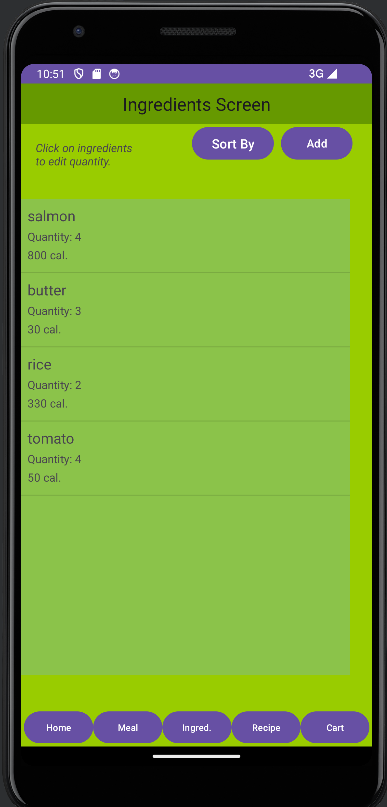 10:51
3G
Ingredients Screen
Click on ingredients
to edit quantity.
Sort By
Add
salmon
Quantity: 4
800 cal.
butter
Quantity: 3
30 cal.
rice
Quantity: 2
330 cal.
tomato
Quantity: 4
50 cal.
Home
Meal
Ingred.
Recipe
Cart